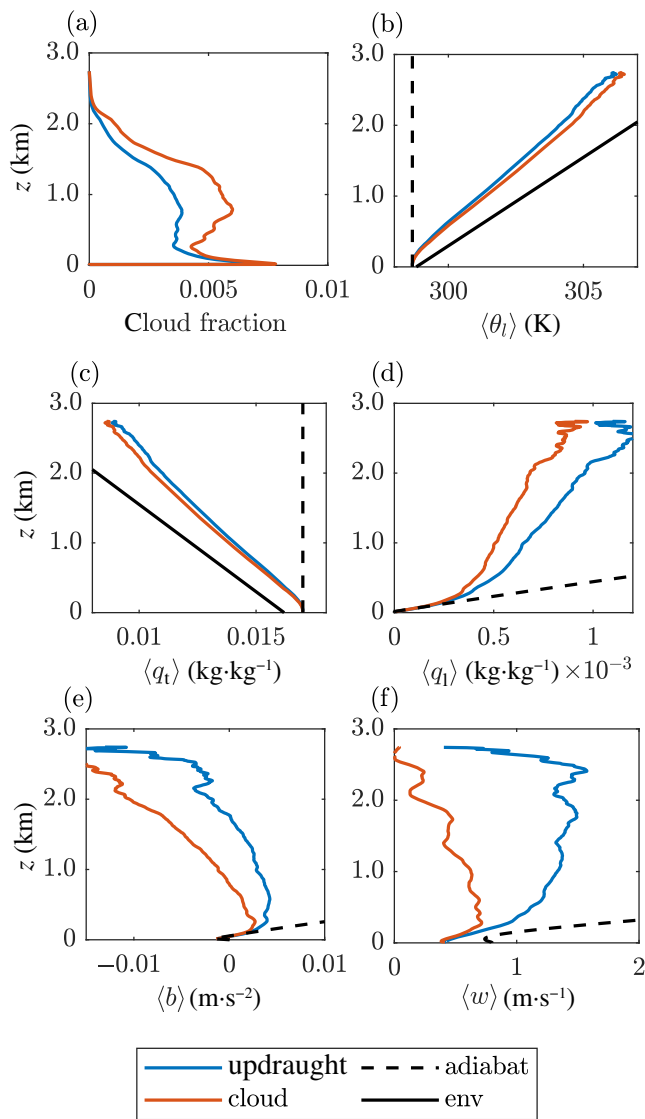 (a)
(b)
3.0
2.0
1.0
0
z (km)
0
0.005
0.01
Cloud fraction
3.0
2.0
1.0
0
300
305
⟨θl⟩ (K)
(c)
(d)
3.0
2.0
1.0
0
z (km)
0.01
0.015
⟨qt⟩ (kg·kg⁻¹)
3.0
2.0
1.0
0
0
0.5
1
⟨ql⟩ (kg·kg⁻¹) ×10⁻³
(e)
(f)
3.0
2.0
1.0
0
z (km)
−0.01
0
0.01
⟨b⟩ (m·s⁻²)
3.0
2.0
1.0
0
0
1
2
⟨w⟩ (m·s⁻¹)
updraught
adiabat
cloud
env